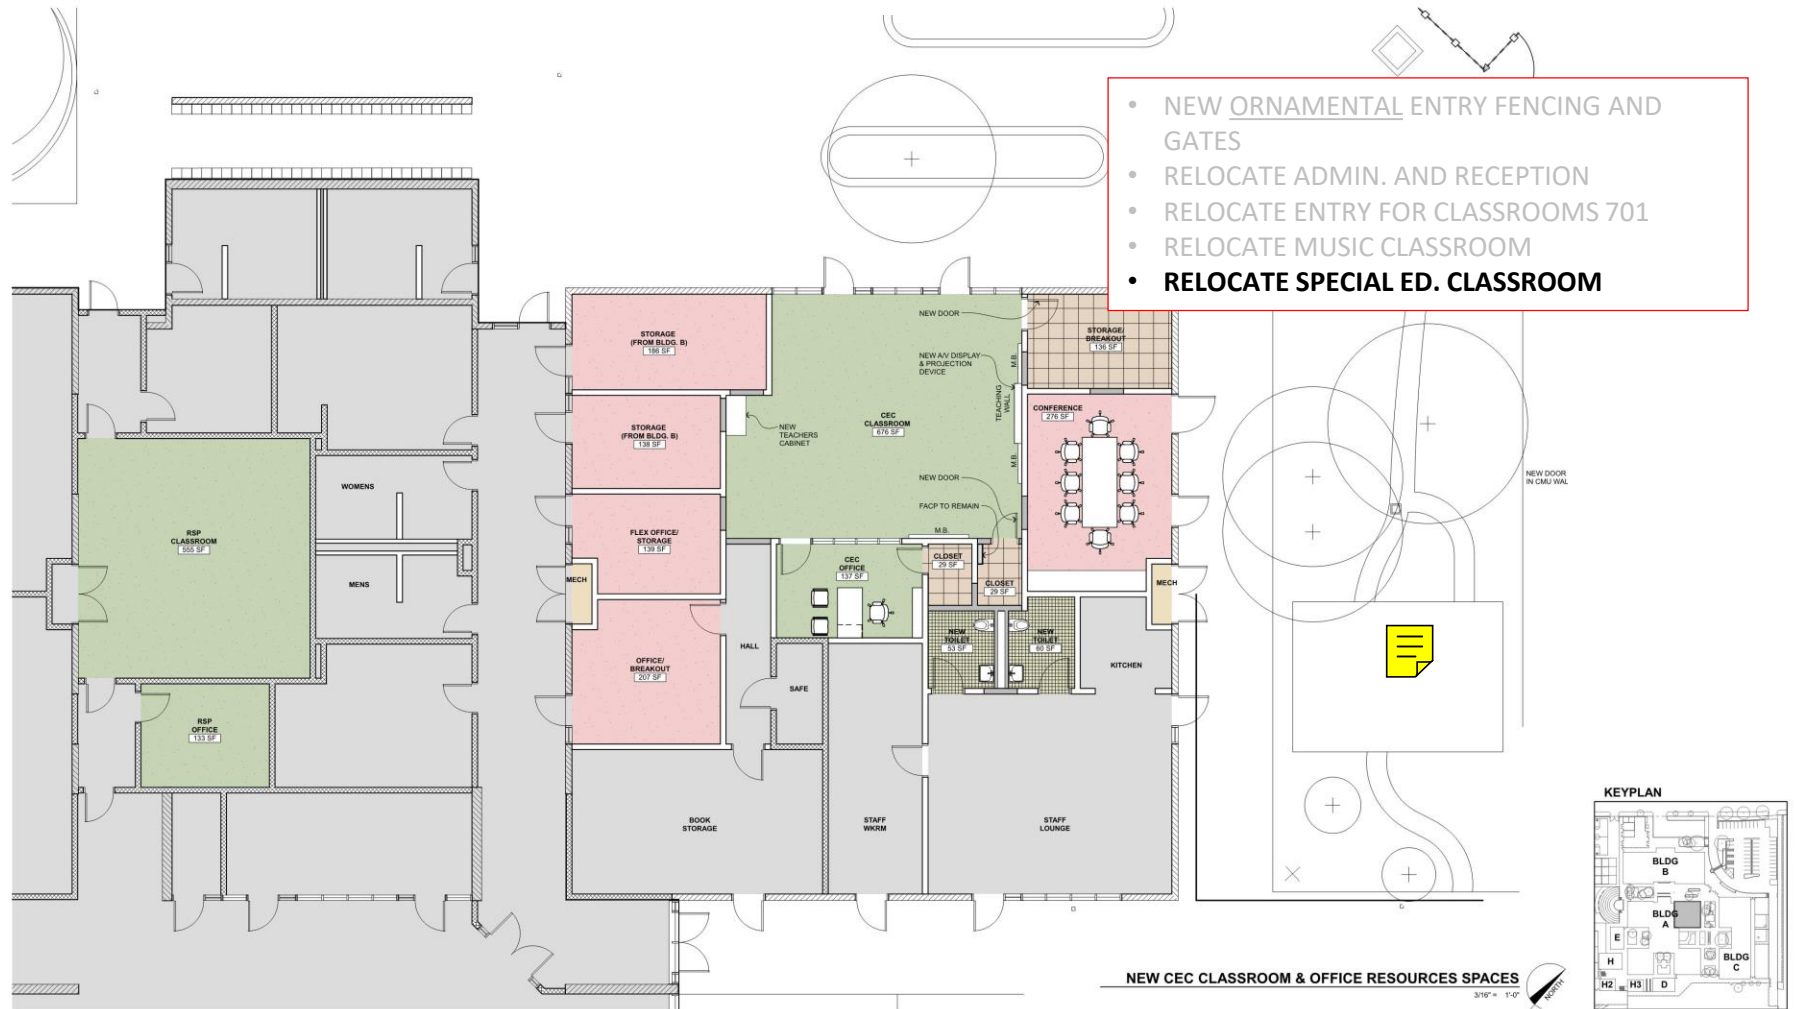 • NEW ORNAMENTAL ENTRY FENCING AND
GATES
• RELOCATE ADMIN. AND RECEPTION
• RELOCATE ENTRY FOR CLASSROOMS 701
• RELOCATE MUSIC CLASSROOM
• RELOCATE SPECIAL ED. CLASSROOM
STORAGE
(FROM BLDG. B)
186 SF
NEW DOOR
STORAGE/
BREAKOUT
136 SF
NEW A/V DISPLAY
& PROJECTION
DEVICE
M.B.
TEACHING
WALL
M.B.
STORAGE
(FROM BLDG. B)
138 SF
NEW
TEACHERS
CABINET
CEC
CLASSROOM
676 SF
CONFERENCE
276 SF
NEW DOOR
IN CMU WAL
WOMENS
RSP
CLASSROOM
555 SF
FLEX OFFICE/
STORAGE
139 SF
NEW DOOR
FACP TO REMAIN
M.B.
MENS
MECH
CEC
OFFICE
137 SF
CLOSET
29 SF
CLOSET
29 SF
MECH
NEW
TOILET
53 SF
NEW
TOILET
60 SF
KITCHEN
HALL
OFFICE/
BREAKOUT
207 SF
SAFE
RSP
OFFICE
133 SF
BOOK
STORAGE
STAFF
WKRM
STAFF
LOUNGE
KEYPLAN
BLDG
B
BLDG
A
E
H
BLDG
C
H2
H3
D
NEW CEC CLASSROOM & OFFICE RESOURCES SPACES
3/16" = 1'-0"
NORTH